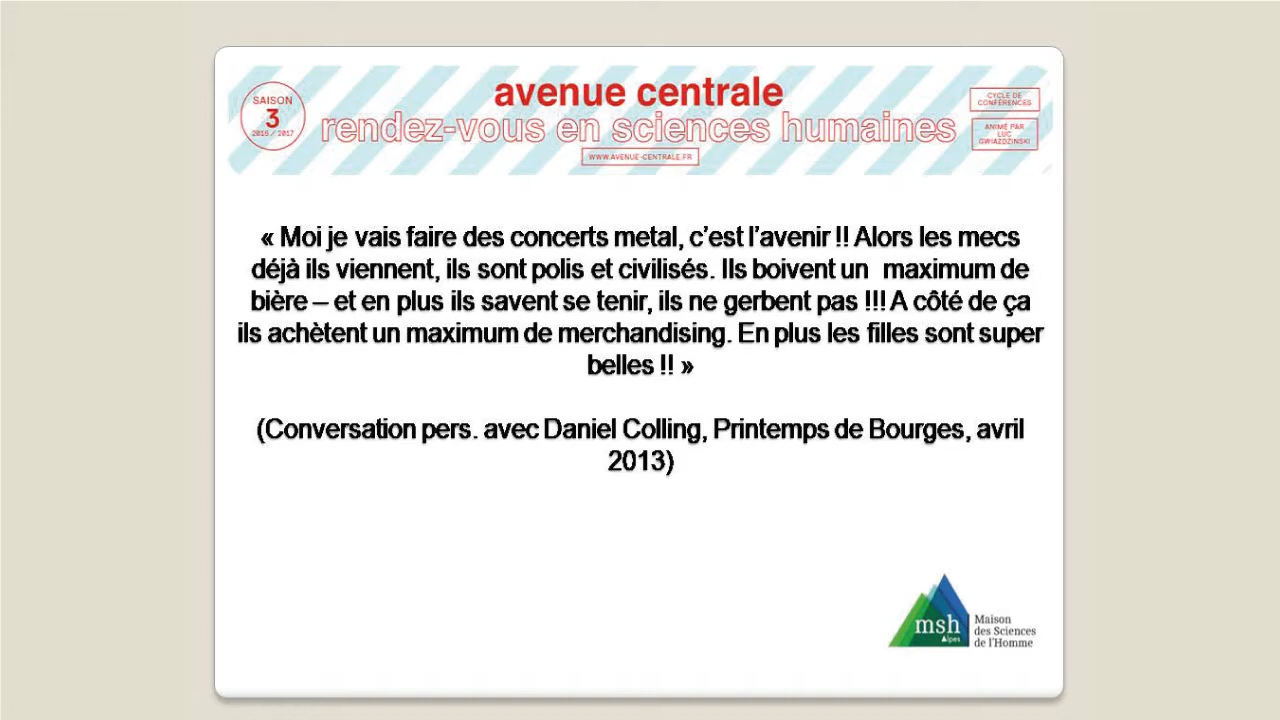 SAISON
3
2016 / 2017
avenue centrale
rendez-vous en sciences humaines
WWW.AVENUE-CENTRALE.FR
CYCLE DE
CONFÉRENCES
ANIMÉ PAR
LUC
GWIAZDZINSKI
« Moi je vais faire des concerts metal, c’est l’avenir !! Alors les mecs
déjà ils viennent, ils sont polis et civilisés. Ils boivent un maximum de
bière – et en plus ils savent se tenir, ils ne gerbent pas !!! A côté de ça
ils achètent un maximum de merchandising. En plus les filles sont super
belles !! »
(Conversation pers. avec Daniel Colling, Printemps de Bourges, avril
2013)
msh
Alpes
Maison
des Sciences
de l’Homme